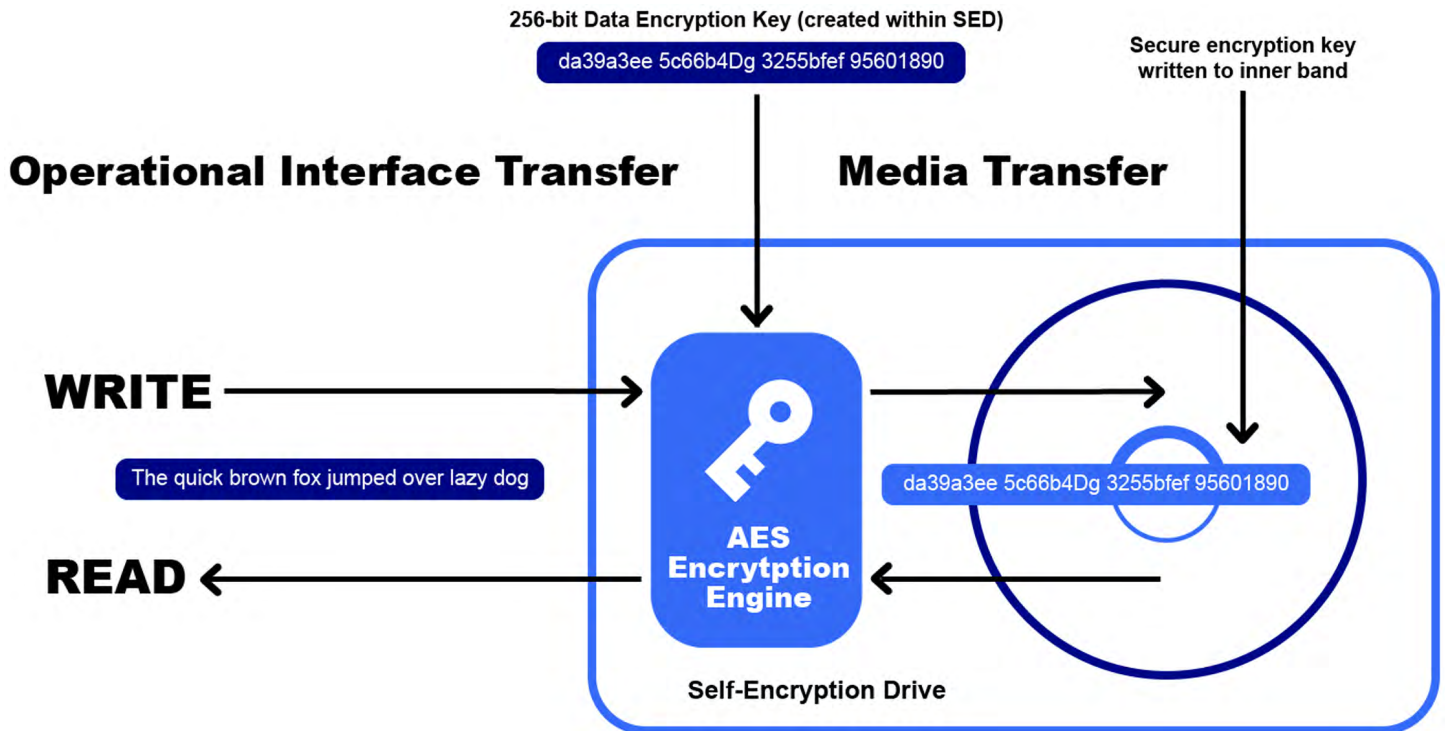 256-bit Data Encryption Key (created within SED)
da39a3ee 5c66b4Dg 3255bfef 95601890
Secure encryption key
written to inner band
Operational Interface Transfer
Media Transfer
WRITE
The quick brown fox jumped over lazy dog
da39a3ee 5c66b4Dg 3255bfef 95601890
READ
AES
Encrytption
Engine
Self-Encryption Drive